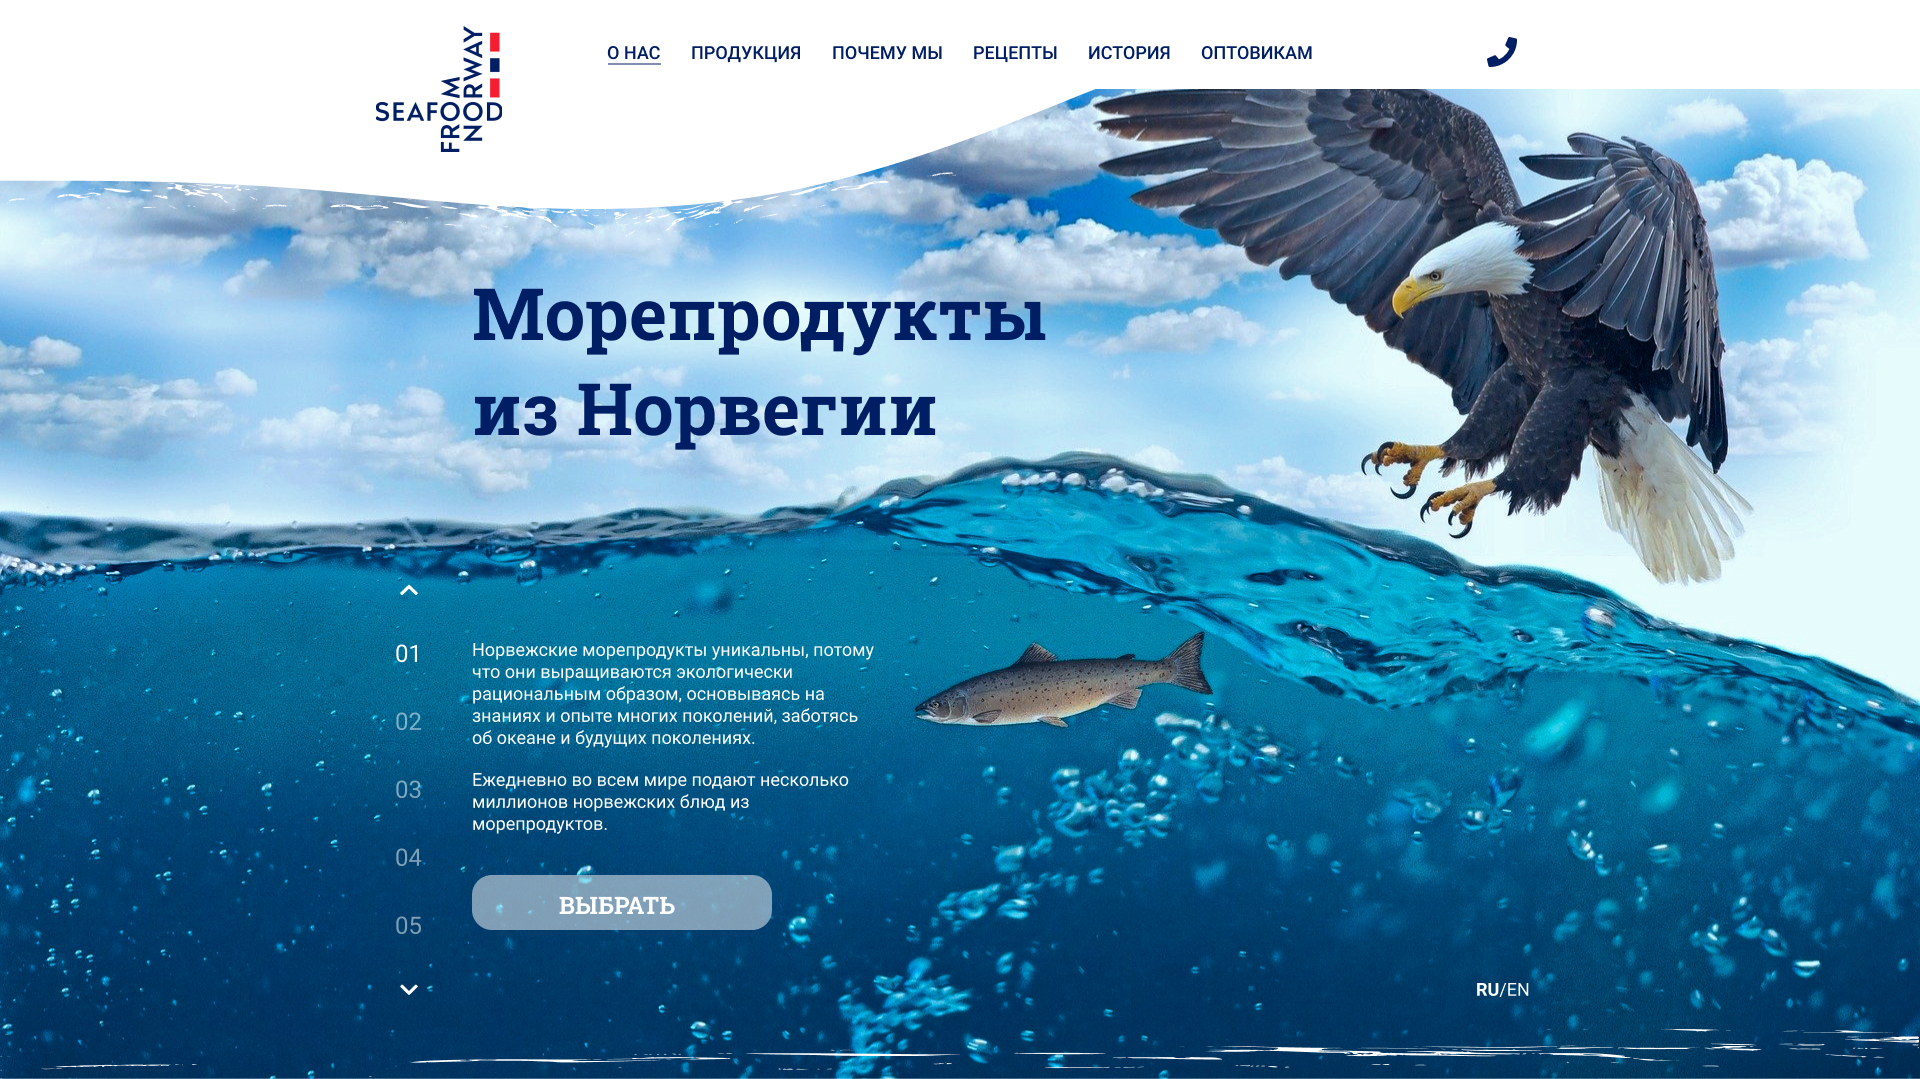 SEAFOOD
FROM
NORWAY
О НАС
ПРОДУКЦИЯ
ПОЧЕМУ МЫ
РЕЦЕПТЫ
ИСТОРИЯ
ОПТОВИКАМ
Морепродукты
из Норвегии
01
02
03
04
05
Норвежские морепродукты уникальны, потому
что они выращиваются экологически
рациональным образом, основываясь на
знаниях и опыте многих поколений, заботясь
об океане и будущих поколениях.
Ежедневно во всем мире подают несколько
миллионов норвежских блюд из
морепродуктов.
ВЫБРАТЬ
RU/EN